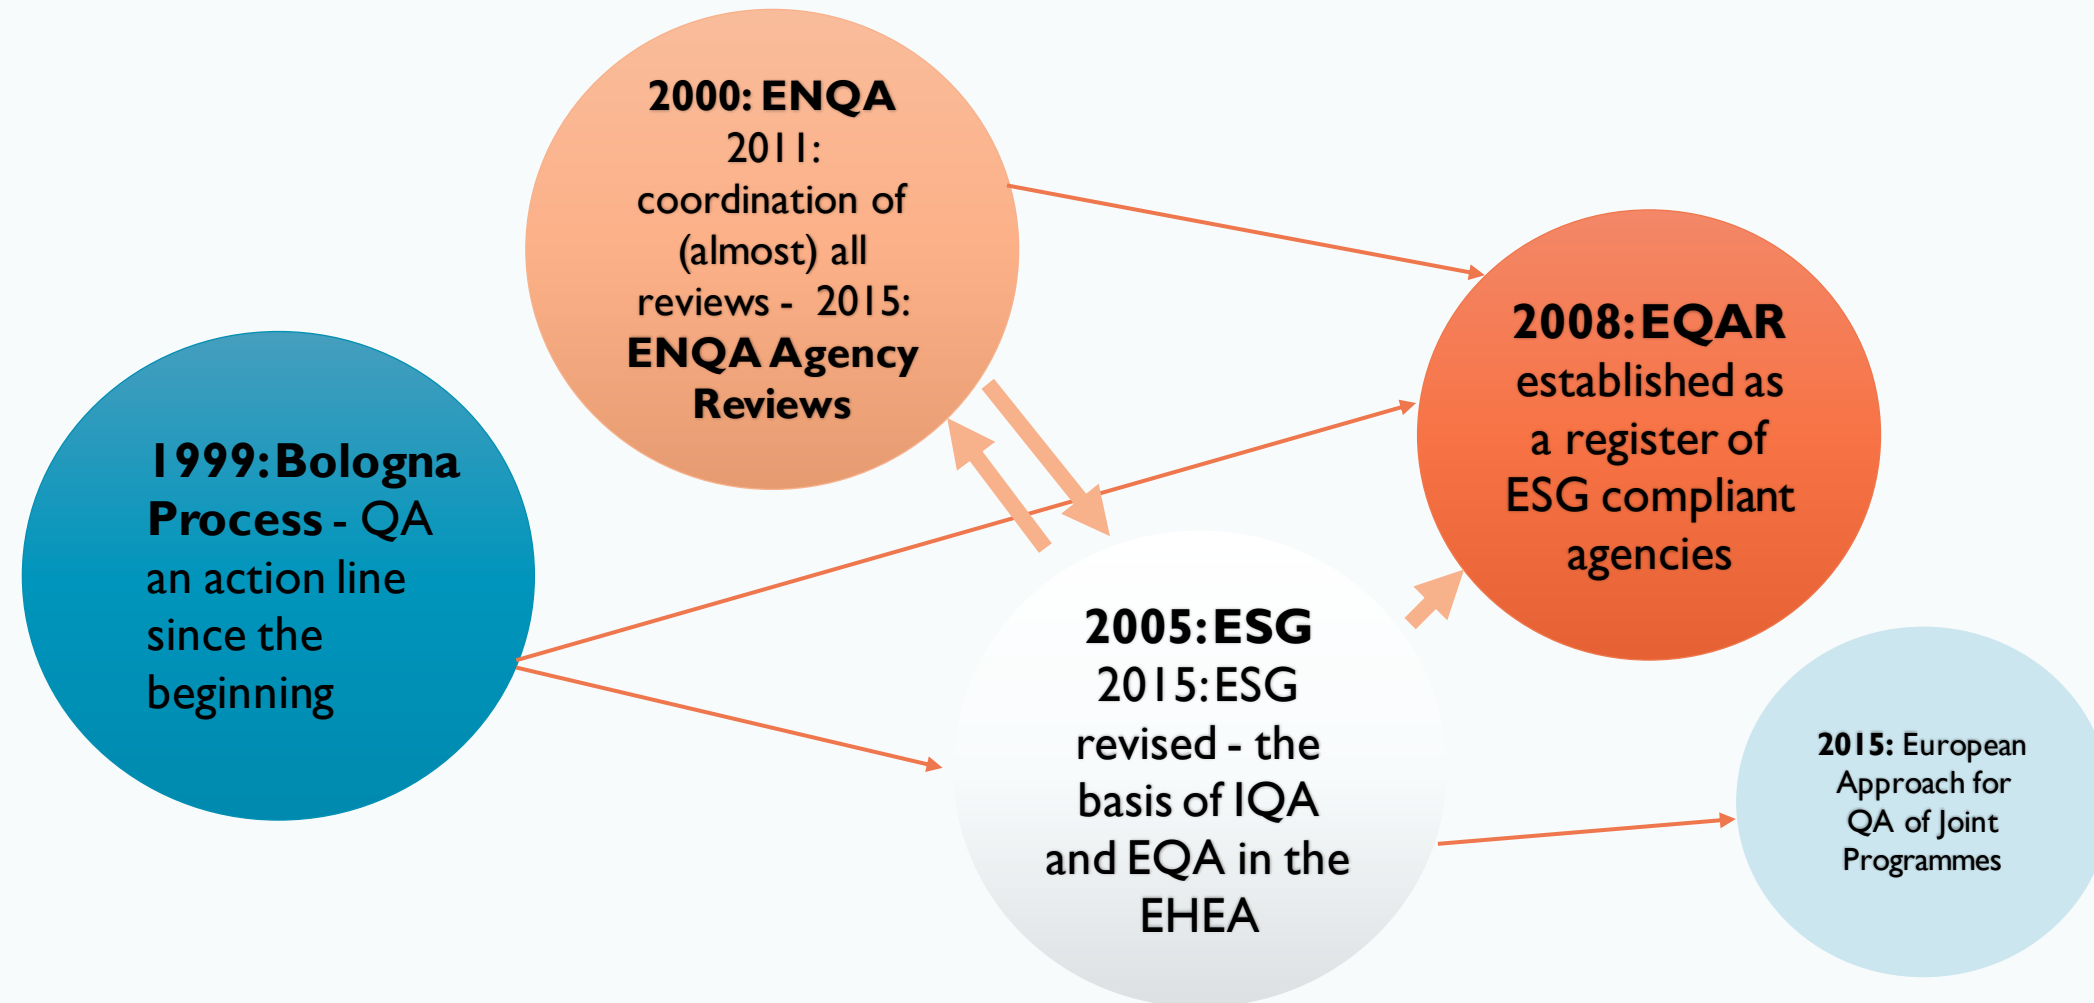 1999: Bologna
Process - QA
an action line
since the
beginning
2000: ENQA
2011:
coordination of
(almost) all
reviews - 2015:
ENQA Agency
Reviews
2005: ESG
2015: ESG
revised - the
basis of IQA
and EQA in the
EHEA
2008: EQAR
established as
a register of
ESG compliant
agencies
2015: European
Approach for
QA of Joint
Programmes